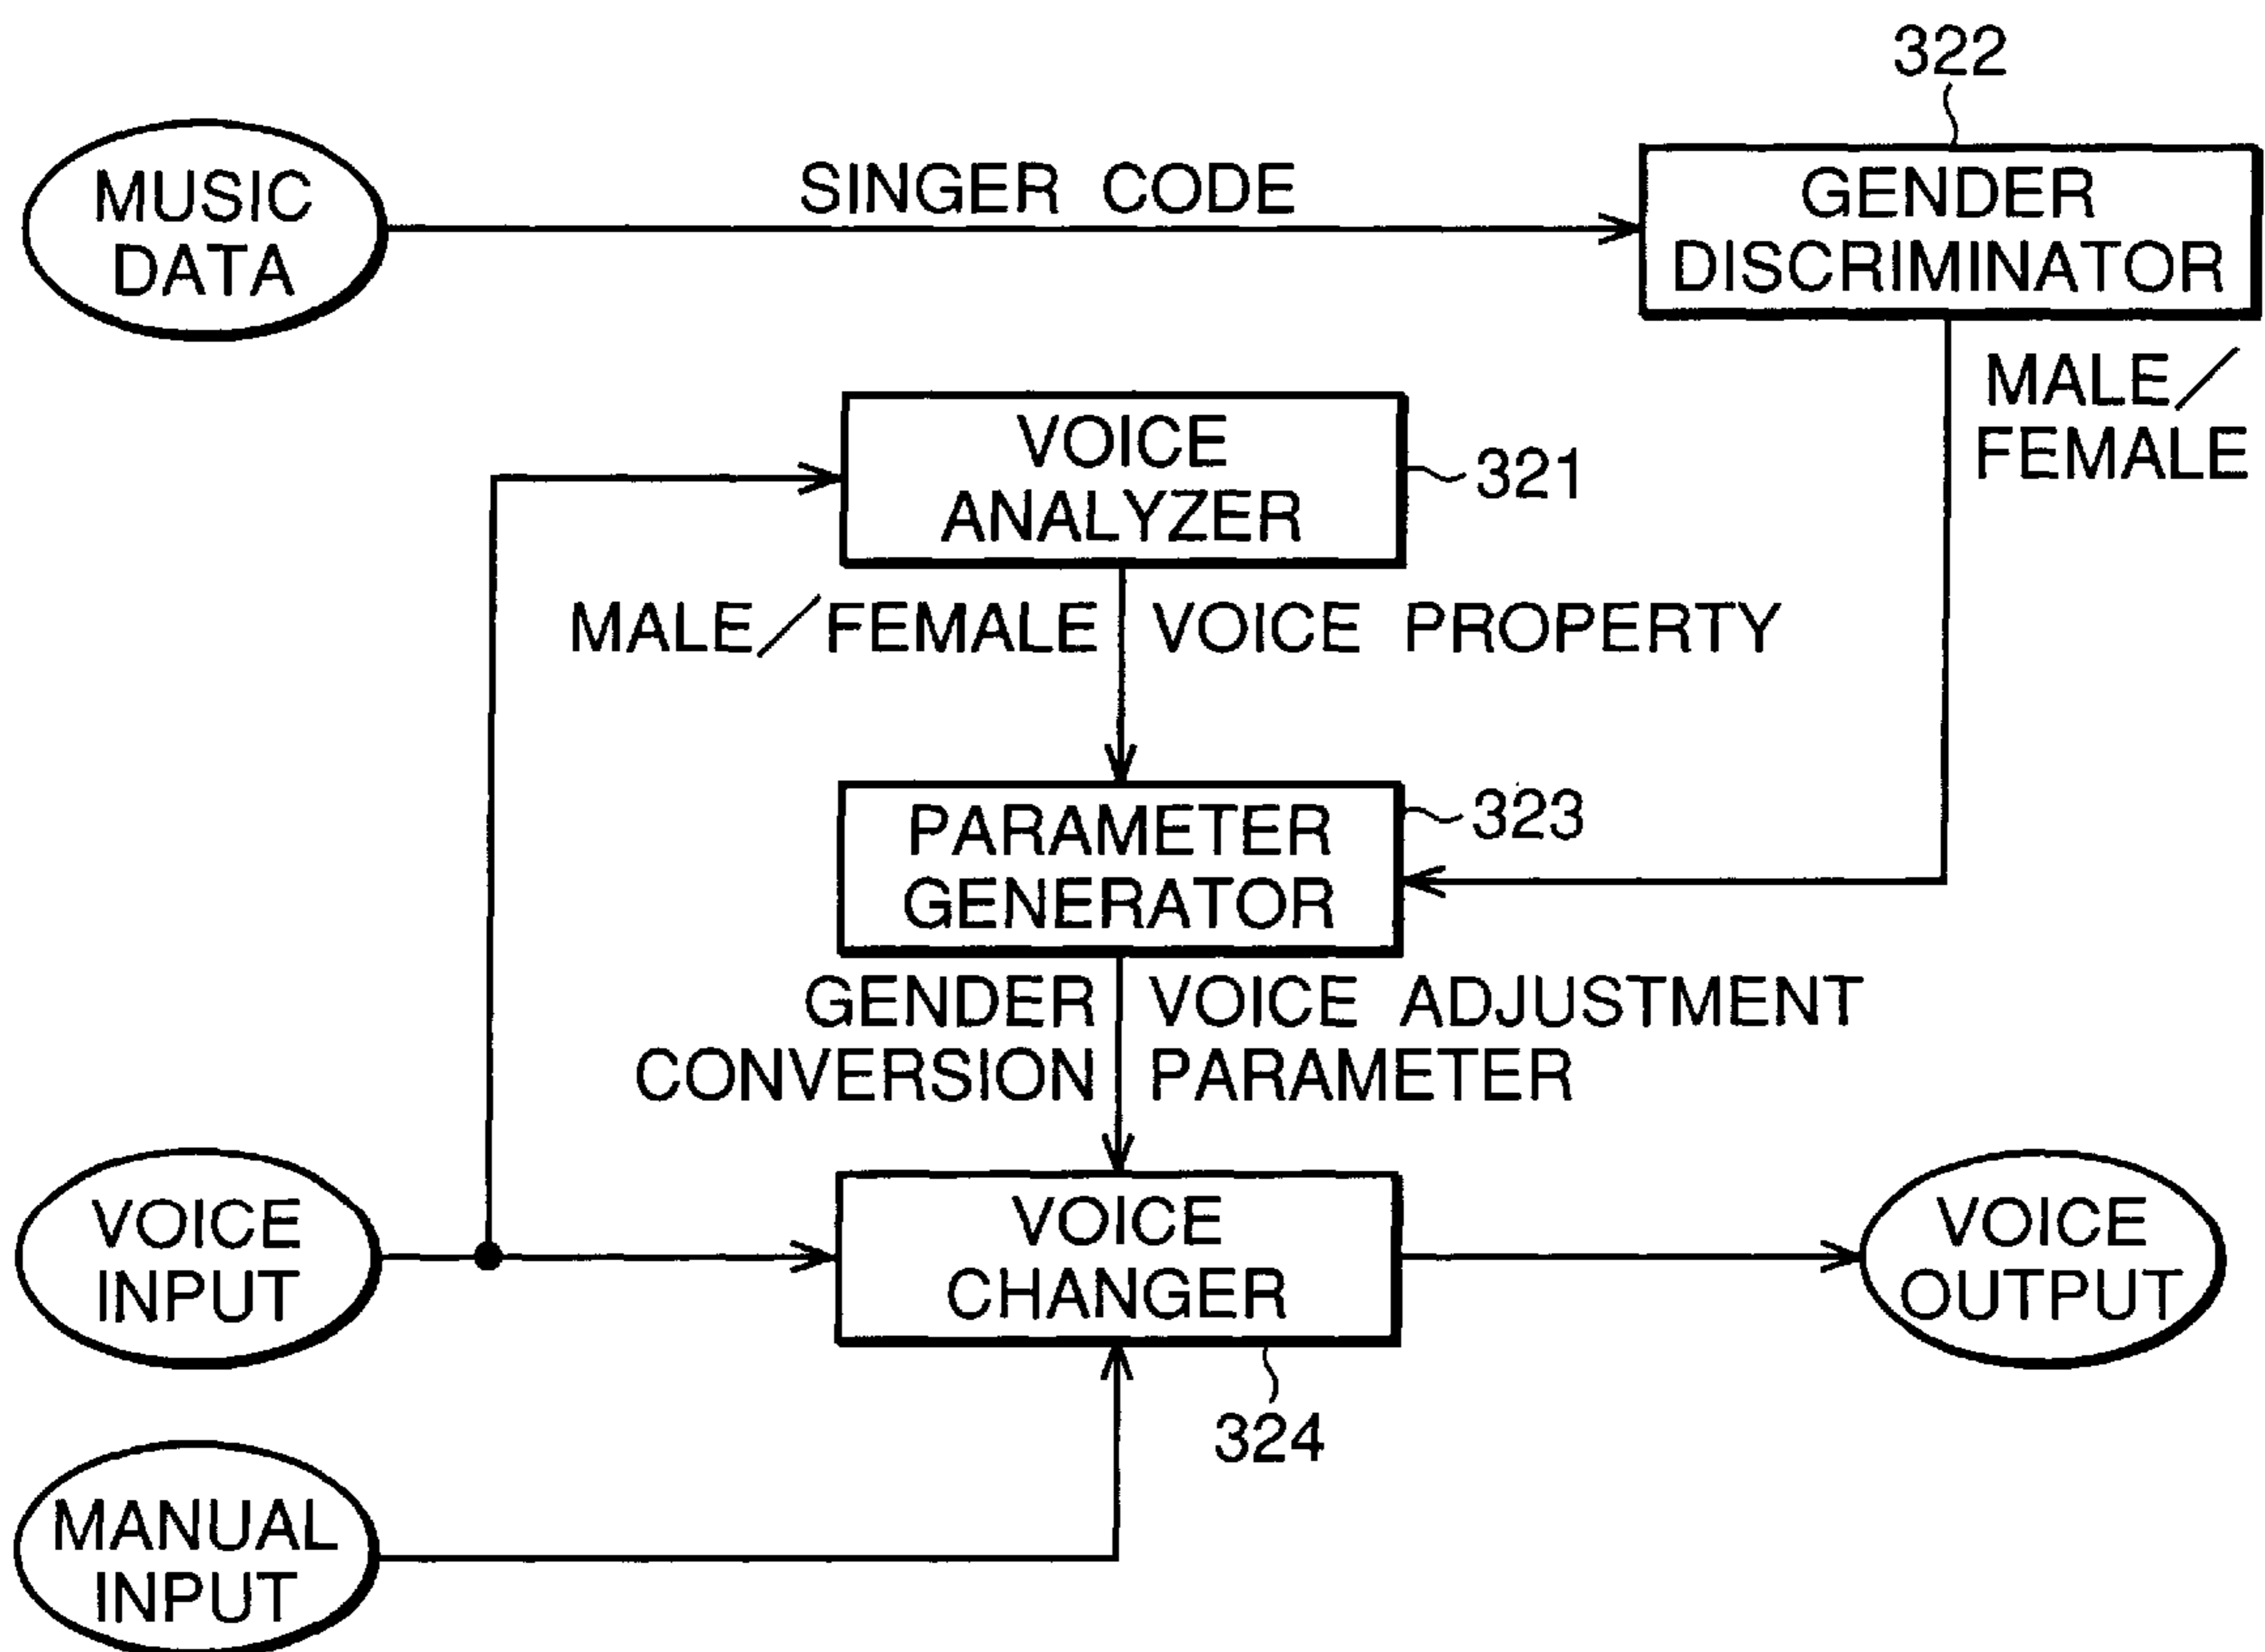 322
MUSIC
DATA
SINGER CODE
GENDER
DISCRIMINATOR
MALE/
FEMALE
VOICE
ANALYZER
321
MALE/FEMALE
VOICE PROPERTY
PARAMETER
GENERATOR
323
GENDER
CONVERSION
VOICE ADJUSTMENT
PARAMETER
VOICE
INPUT
VOICE
CHANGER
VOICE
OUTPUT
324
MANUAL
INPUT